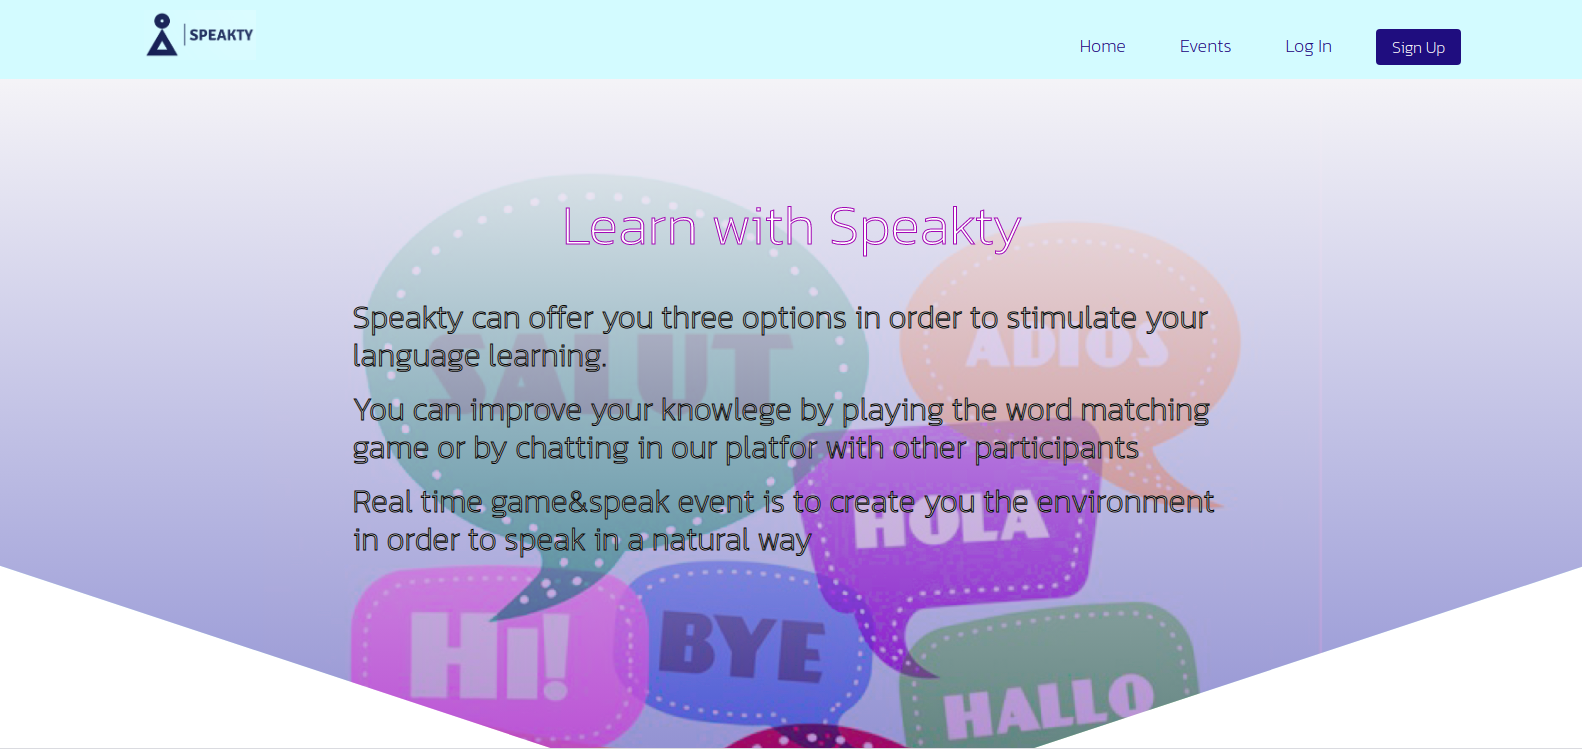 SPEAKTY
Home Events Log In Sign Up
Learn with Speakty
Speakty can offer you three options in order to stimulate your
language learning.
SALUT
ADIOS
You can improve your knowlege by playing the word matching
game or by chatting in our platfor with other participants
Real time game&speak event is to create you the environment
in order to speak in a natural way
HOLA
Hi!
BYE
HALLO